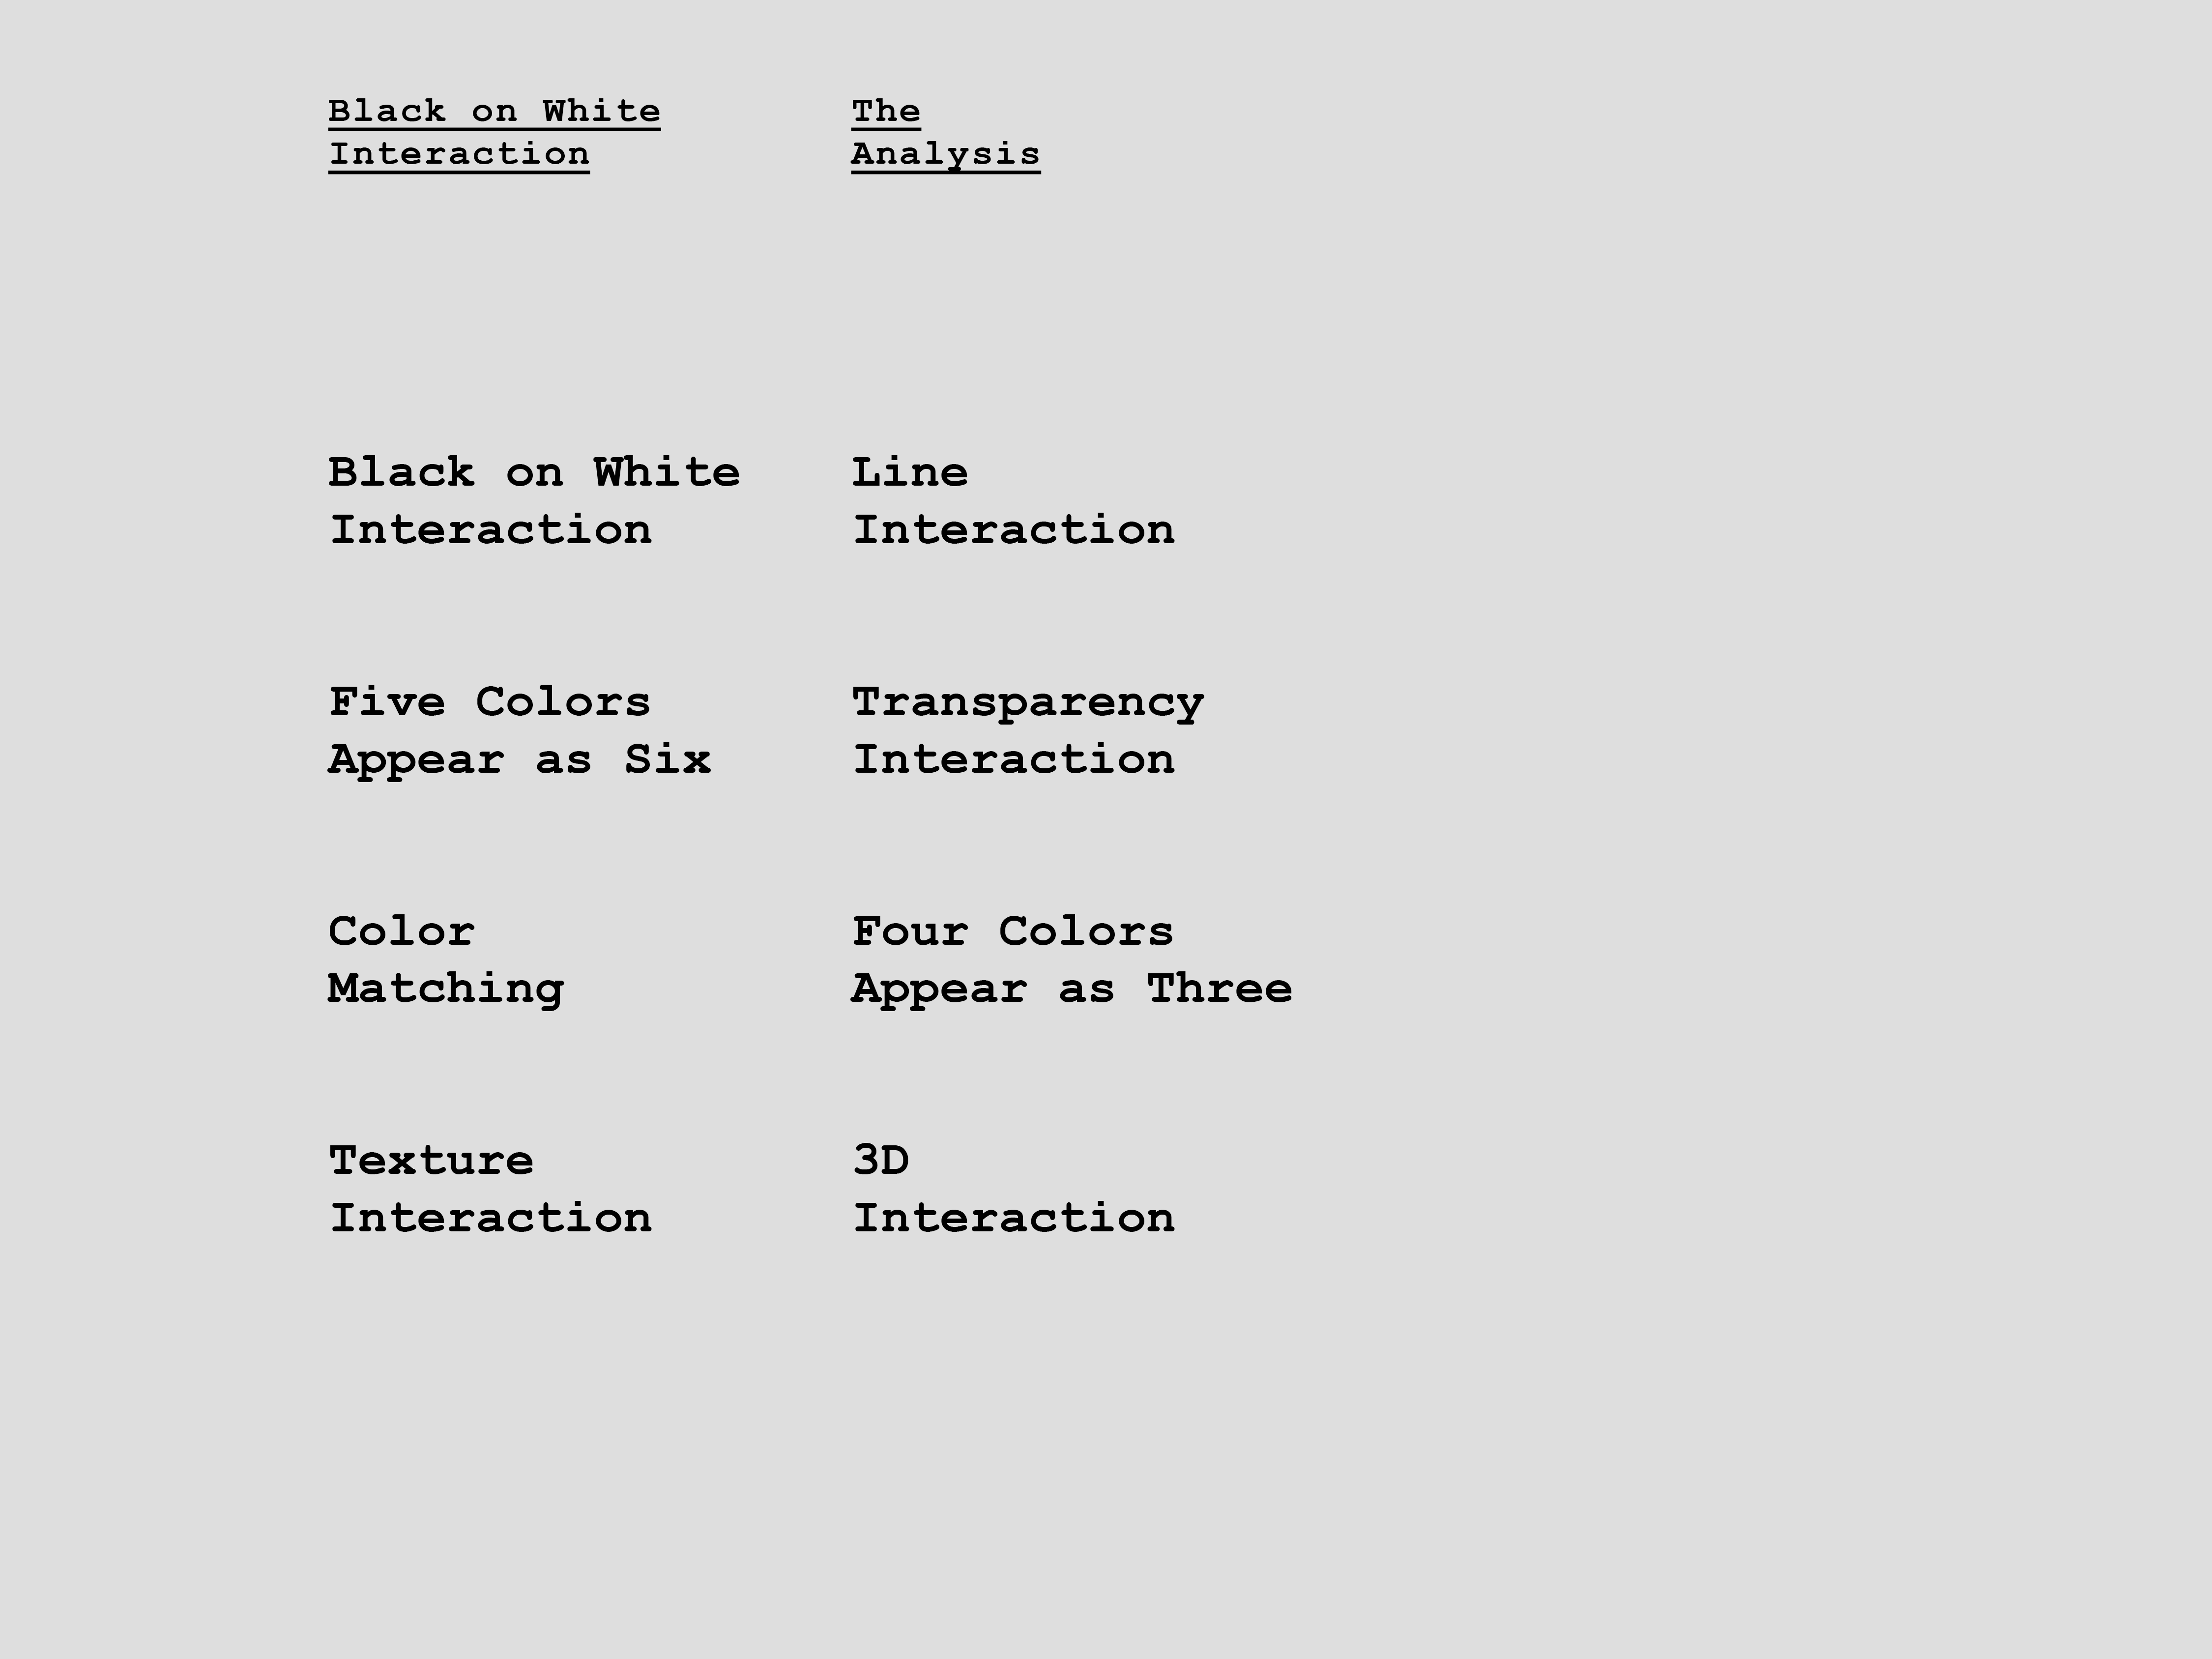 Black on White
Interaction
The
Analysis
Black on White
Interaction
Line
Interaction
Five Colors
Appear as Six
Transparency
Interaction
Color
Matching
Four Colors
Appear as Three
Texture
Interaction
3D
Interaction